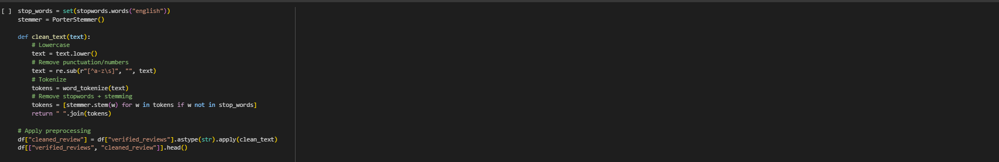 [ ] stop_words = set(stopwords.words("english"))
stemmer = PorterStemmer()
def clean_text(text):
# Lowercase
text = text.lower()
# Remove punctuation/numbers
text = re.sub(r"[^a-z\s]", "", text)
# Tokenize
tokens = word_tokenize(text)
# Remove stopwords + stemming
tokens = [stemmer.stem(w) for w in tokens if w not in stop_words]
return " ".join(tokens)
# Apply preprocessing
df["cleaned_review"] = df["verified_reviews"].astype(str).apply(clean_text)
df[["verified_reviews", "cleaned_review"]].head()